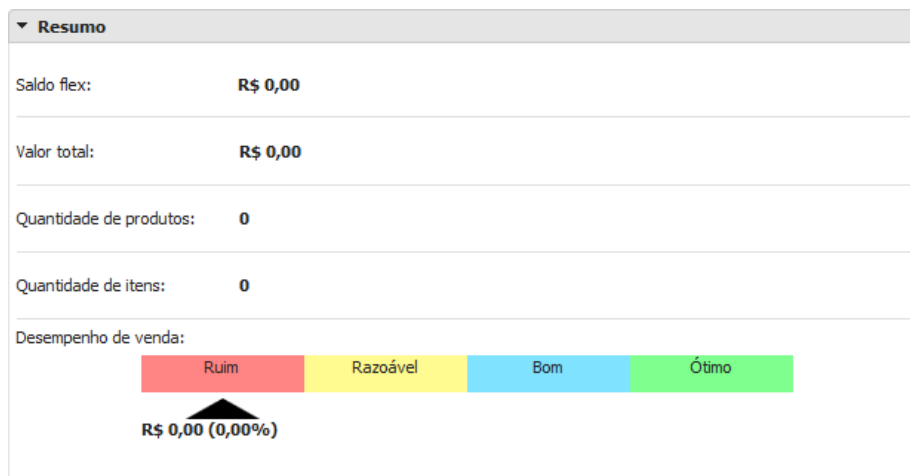 Resumo
Saldo flex: R$ 0,00
Valor total: R$ 0,00
Quantidade de produtos: 0
Quantidade de itens: 0
Desempenho de venda:
Ruim Razoável Bom Ótimo
R$ 0,00 (0,00%)